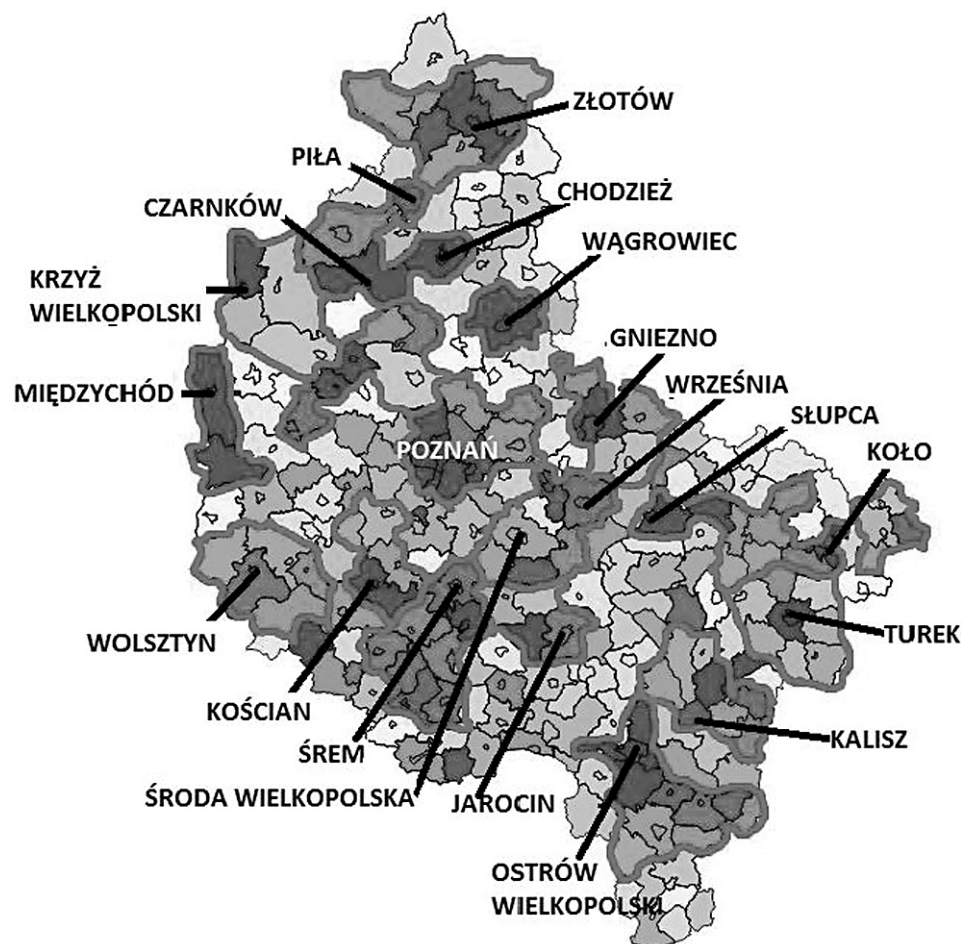 ZŁOTÓW
PIŁA
CHODZIEŻ
CZARNKÓW
WĄGROWIEC
KRZYŻ
WIELKOPOLSKI
.GNIEZNO
MIĘDZYCHÓD
WRZEŚNIA
SŁUPCA
KOŁO
POZNAŃ
WOLSZTYN
TUREK
KOŚCIAN
KALISZ
ŚREM
ŚRODA WIELKOPOLSKA
JAROCIN
OSTRÓW
WIELKOPOLSKI